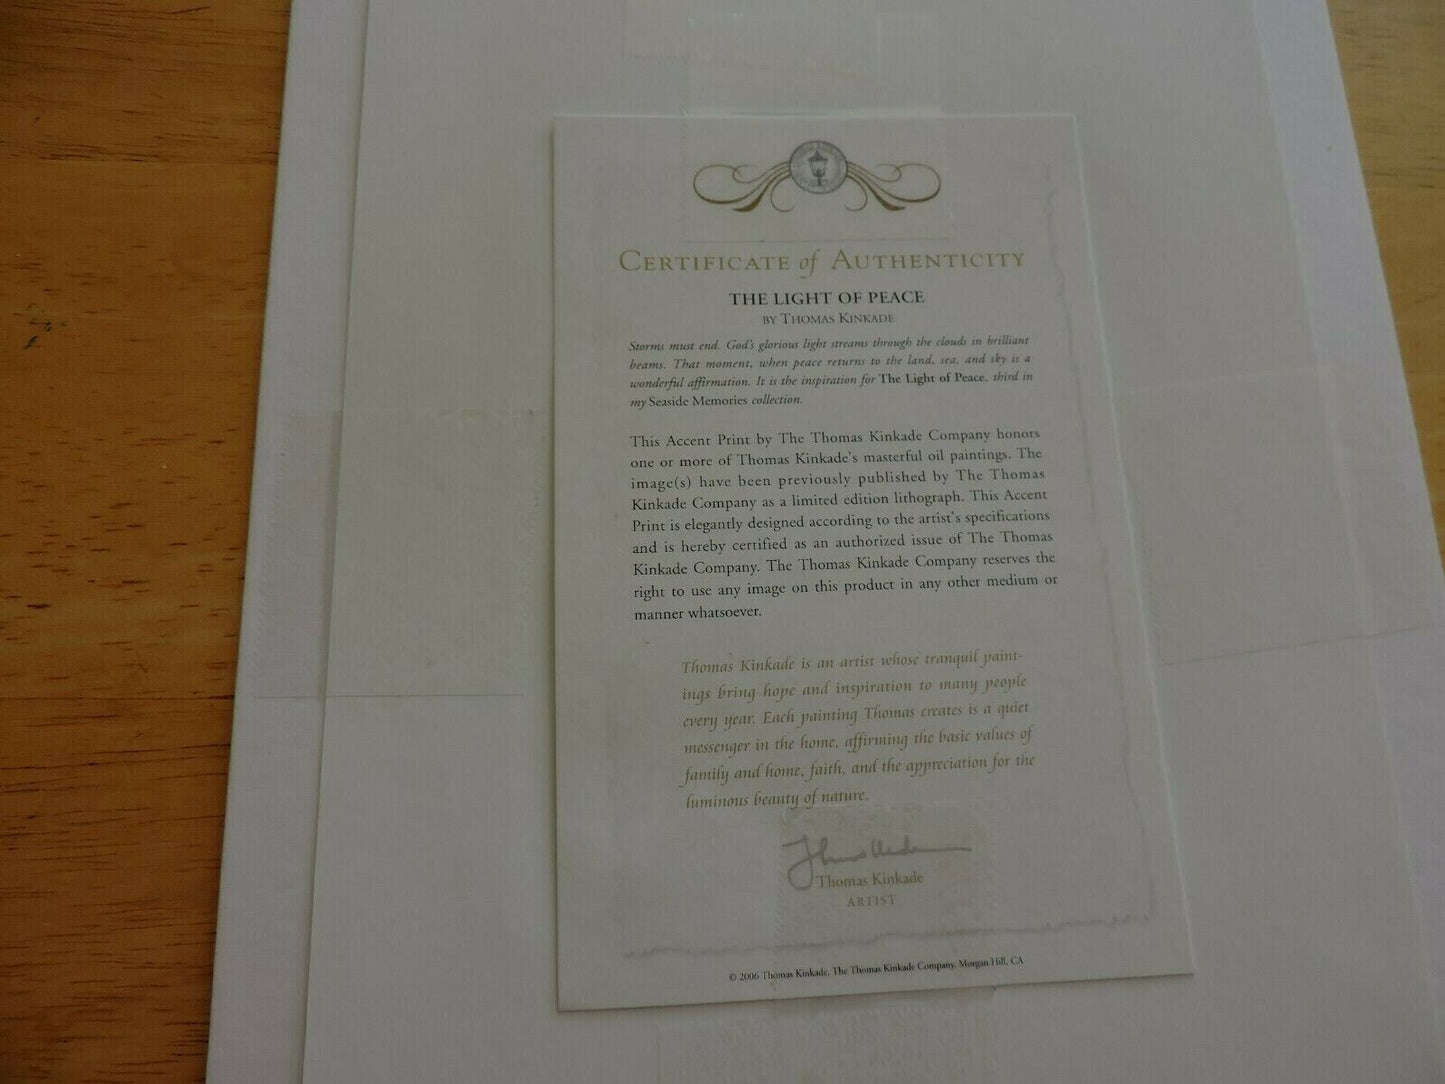 CERTIFICATE of AUTHENTICITY
THE LIGHT OF PEACE
BY THOMAS KINKADE
Storms must end. God's glorious light streams through the clouds in brilliant
beams. That moment, when peace returns to the land, sea, and sky is a
wonderful affirmation. It is the inspiration for The Light of Peace, third in
my Seaside Memories collection.
This Accent Print by The Thomas Kinkade Company honors
one or more of Thomas Kinkade's masterful oil paintings. The
image(s) have been previously published by The Thomas
Kinkade Company as a limited edition lithograph. This Accent
Print is elegantly designed according to the artist's specifications
and is hereby certified as an authorized issue of The Thomas
Kinkade Company. The Thomas Kinkade Company reserves the
right to use any image on this product in any other medium or
manner whatsoever.
Thomas Kinkade is an artist whose tranquil paint-
ings bring hope and inspiration to many people
every year. Each painting Thomas creates is a quiet
messenger in the home, affirming the basic values of
family and home, faith, and the appreciation for the
luminous beauty of nature.
Thomas Kinkade
ARTIST
© 2006 Thomas Kinkade, The Thomas Kinkade Company, Morgan Hill, CA